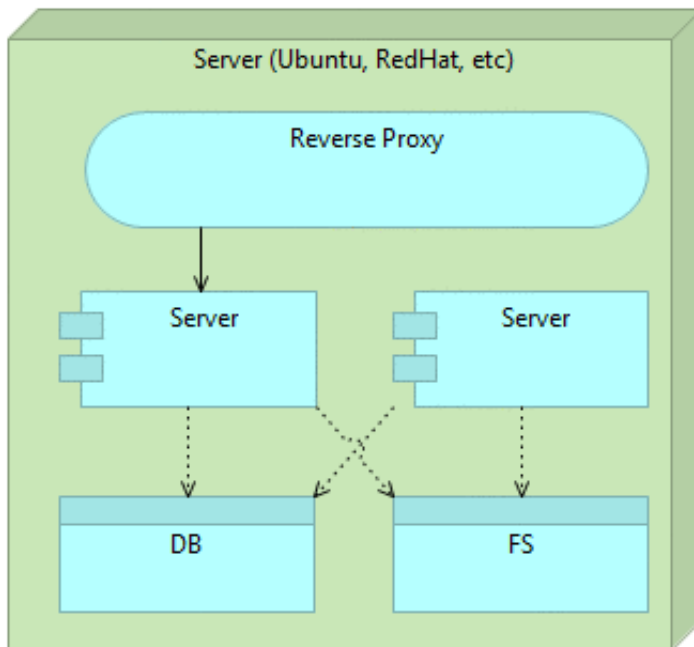 Server (Ubuntu, RedHat, etc)
Reverse Proxy
Server
Server
DB
FS